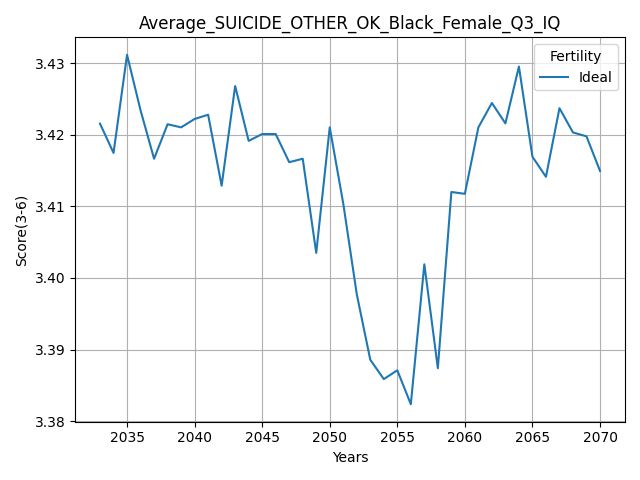 Average_SUICIDE_OTHER_OK_Black_Female_Q3_IQ
Fertility
Ideal
3.43
3.42
3.41
3.40
3.39
3.38
Score(3-6)
2035 2040 2045 2050 2055 2060 2065 2070
Years